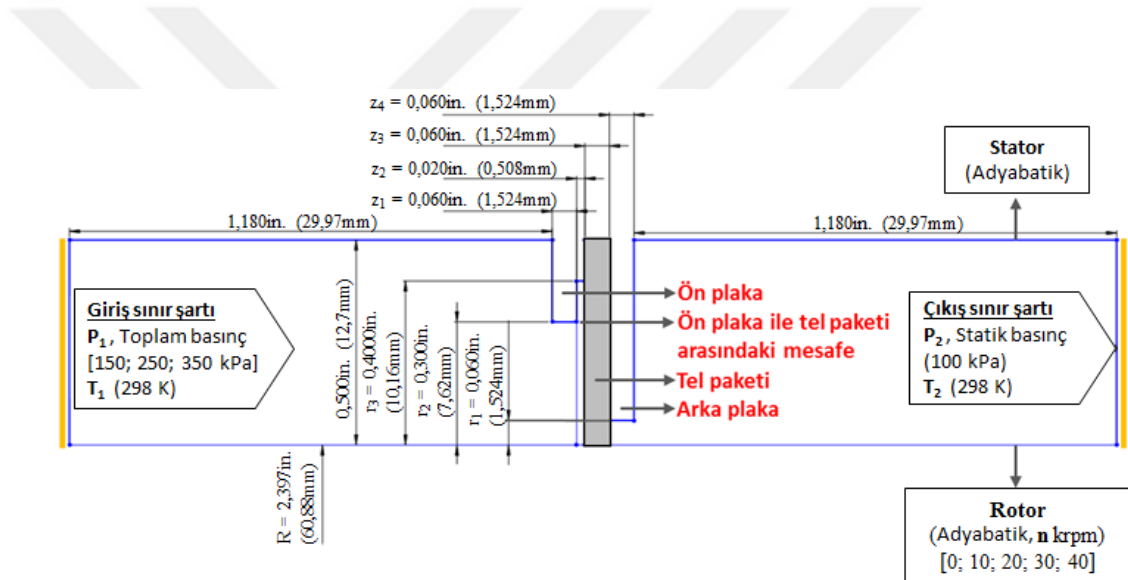 z4 = 0,060in. (1,524mm)
z3 = 0,060in. (1,524mm)
z2 = 0,020in. (0,508mm)
z1 = 0,060in. (1,524mm)
1,180in. (29,97mm)
1,180in. (29,97mm)
Stator
(Adyabatik)
Giriş sınır şartı
P1, Toplam basınç
[150; 250; 350 kPa]
T1 (298 K)
0,500in. (12,7mm)
r3 = 0,4000in.
(10,16mm)
r2 = 0,300in.
(7,62mm)
r1 = 0,060in.
(1,524mm)
R = 2,397in.
(60,88mm)
Ön plaka
Ön plaka ile tel paketi
arasındaki mesafe
Tel paketi
Arka plaka
Çıkış sınır şartı
P2, Statik basınç
(100 kPa)
T2 (298 K)
Rotor
(Adyabatik, n krpm)
[0; 10; 20; 30; 40]